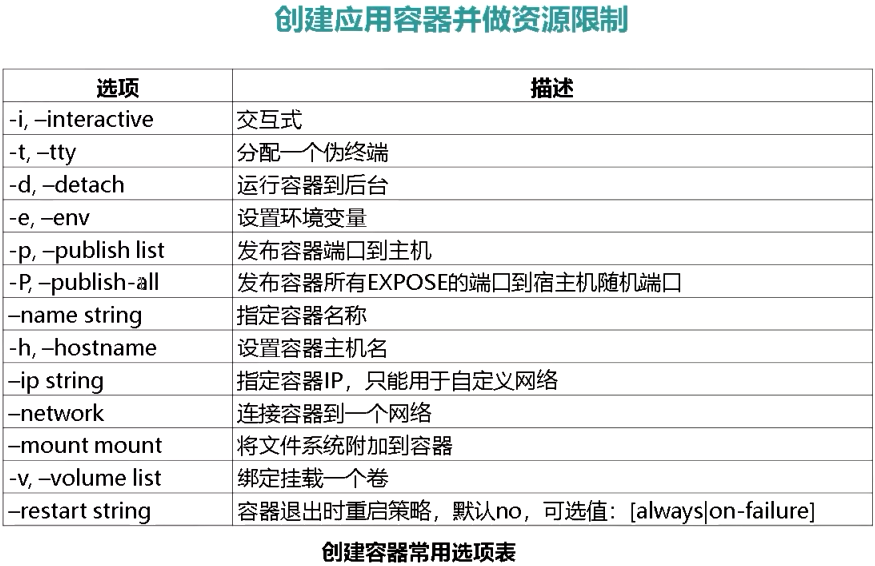 创建应用容器并做资源限制
选项 描述
-i, –interactive 交互式
-t, –tty 分配一个伪终端
-d, –detach 运行容器到后台
-e, –env 设置环境变量
-p, –publish list 发布容器端口到主机
-P, –publish-all 发布容器所有EXPOSE的端口到宿主机随机端口
–name string 指定容器名称
-h, –hostname 设置容器主机名
–ip string 指定容器IP，只能用于自定义网络
–network 连接容器到一个网络
–mount mount 将文件系统附加到容器
-v, –volume list 绑定挂载一个卷
–restart string 容器退出时重启策略，默认no，可选值：[always|on-failure]
创建容器常用选项表